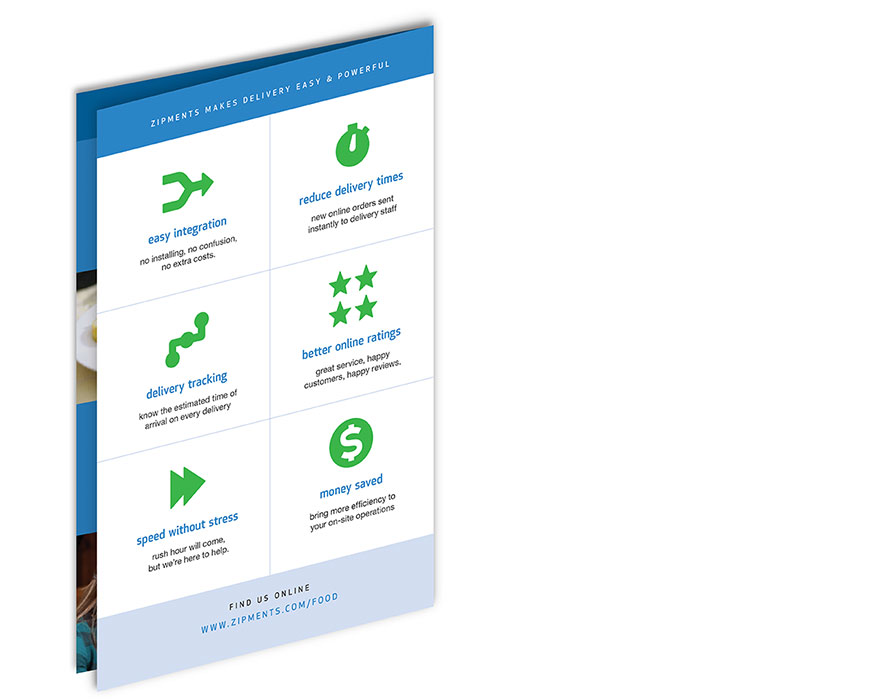 ZIPMENTS MAKES DELIVERY EASY & POWERFUL
easy integration
no installing, no confusion,
no extra costs.
reduce delivery times
new online orders sent
instantly to delivery staff
delivery tracking
know the estimated time of
arrival on every delivery
better online ratings
great service, happy
customers, happy reviews.
speed without stress
rush hour will come,
but we're here to help.
money saved
bring more efficiency to
your on-site operations
FIND US ONLINE
WWW.ZIPMENTS.COM/FOOD